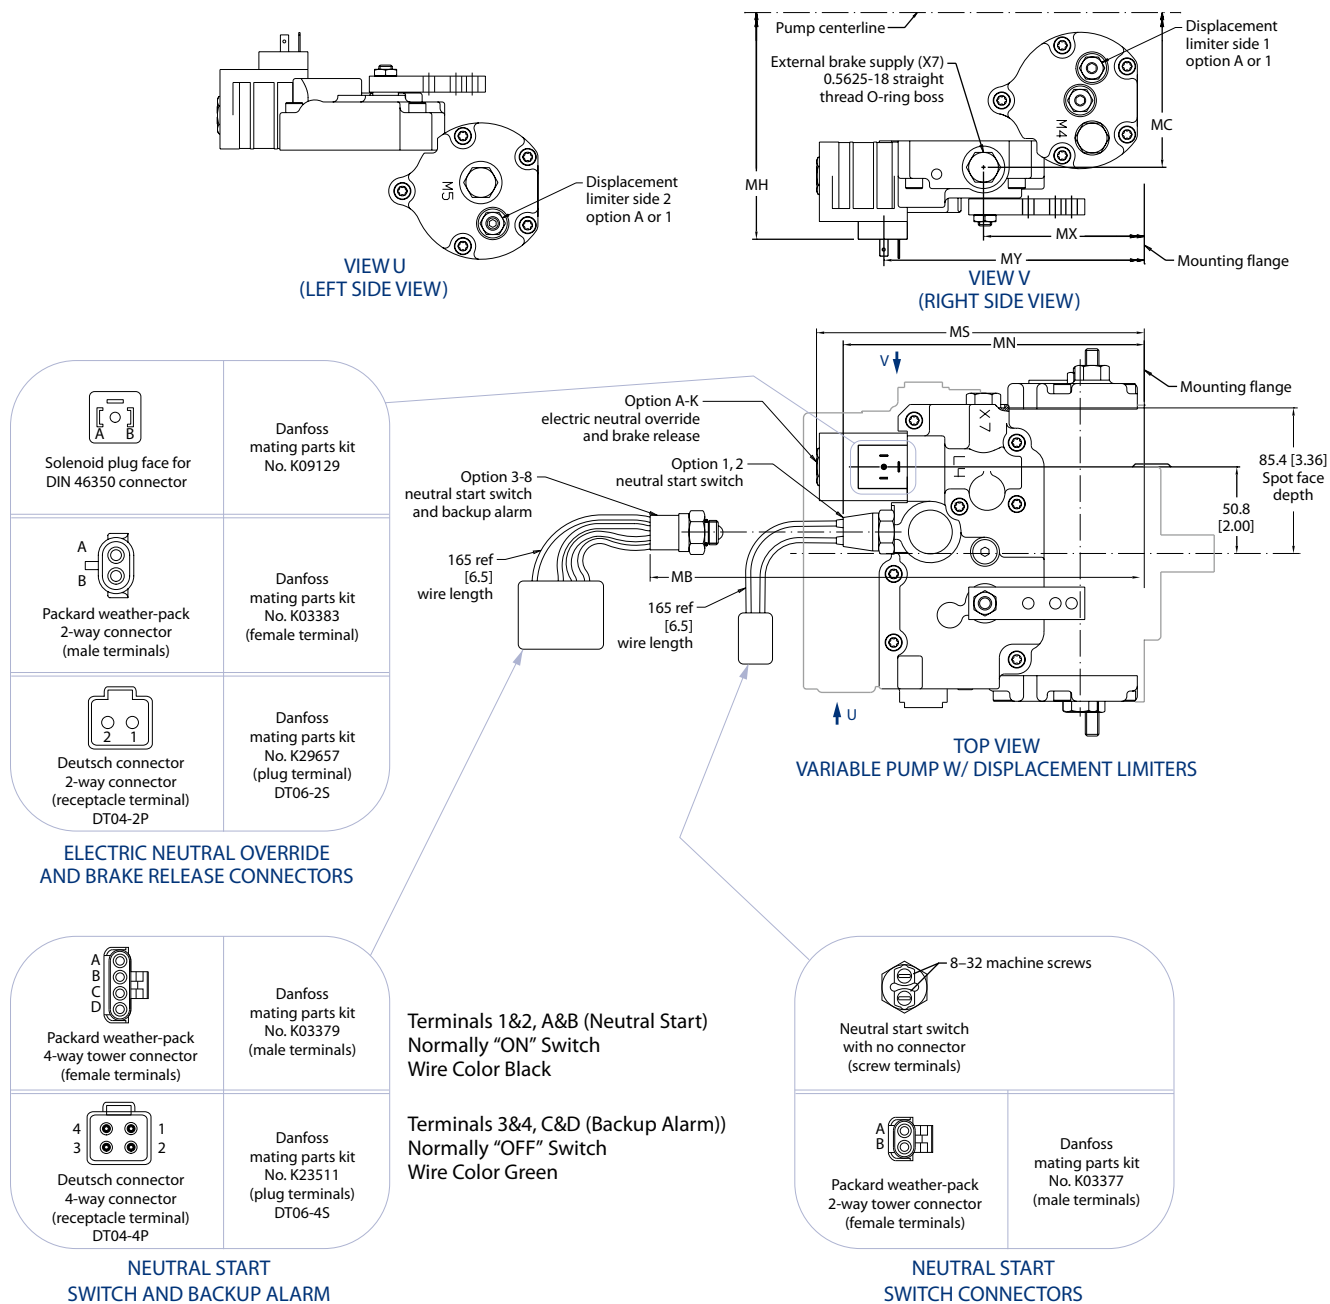 Pump centerline
Displacement
limiter side 1
option A or 1
External brake supply (X7)
0.5625-18 straight
thread O-ring boss
M4
MC
MH
MX
MY
Mounting flange
VIEW V
(RIGHT SIDE VIEW)
M5
Displacement
limiter side 2
option A or 1
VIEW U
(LEFT SIDE VIEW)
MS
MN
V
Mounting flange
Option A-K
electric neutral override
and brake release
X7
L4
Option 1, 2
neutral start switch
Option 3-8
neutral start switch
and backup alarm
85.4 [3.36]
Spot face
depth
50.8
[2.00]
165 ref
[6.5]
wire length
MB
165 ref
[6.5]
wire length
U
TOP VIEW
VARIABLE PUMP W/ DISPLACEMENT LIMITERS
A B
Solenoid plug face for
DIN 46350 connector
Danfoss
mating parts kit
No. K09129
A
B
Packard weather-pack
2-way connector
(male terminals)
Danfoss
mating parts kit
No. K03383
(female terminal)
2 1
Deutsch connector
2-way connector
(receptacle terminal)
DT04-2P
Danfoss
mating parts kit
No. K29657
(plug terminal)
DT06-2S
ELECTRIC NEUTRAL OVERRIDE
AND BRAKE RELEASE CONNECTORS
A
B
C
D
Packard weather-pack
4-way tower connector
(female terminals)
Danfoss
mating parts kit
No. K03379
(male terminals)
4 1
3 2
Deutsch connector
4-way connector
(receptacle terminal)
DT04-4P
Danfoss
mating parts kit
No. K23511
(plug terminals)
DT06-4S
NEUTRAL START
SWITCH AND BACKUP ALARM
Terminals 1&2, A&B (Neutral Start)
Normally “ON” Switch
Wire Color Black
Terminals 3&4, C&D (Backup Alarm))
Normally “OFF” Switch
Wire Color Green
8–32 machine screws
Neutral start switch
with no connector
(screw terminals)
A
B
Packard weather-pack
2-way tower connector
(female terminals)
Danfoss
mating parts kit
No. K03377
(male terminals)
NEUTRAL START
SWITCH CONNECTORS